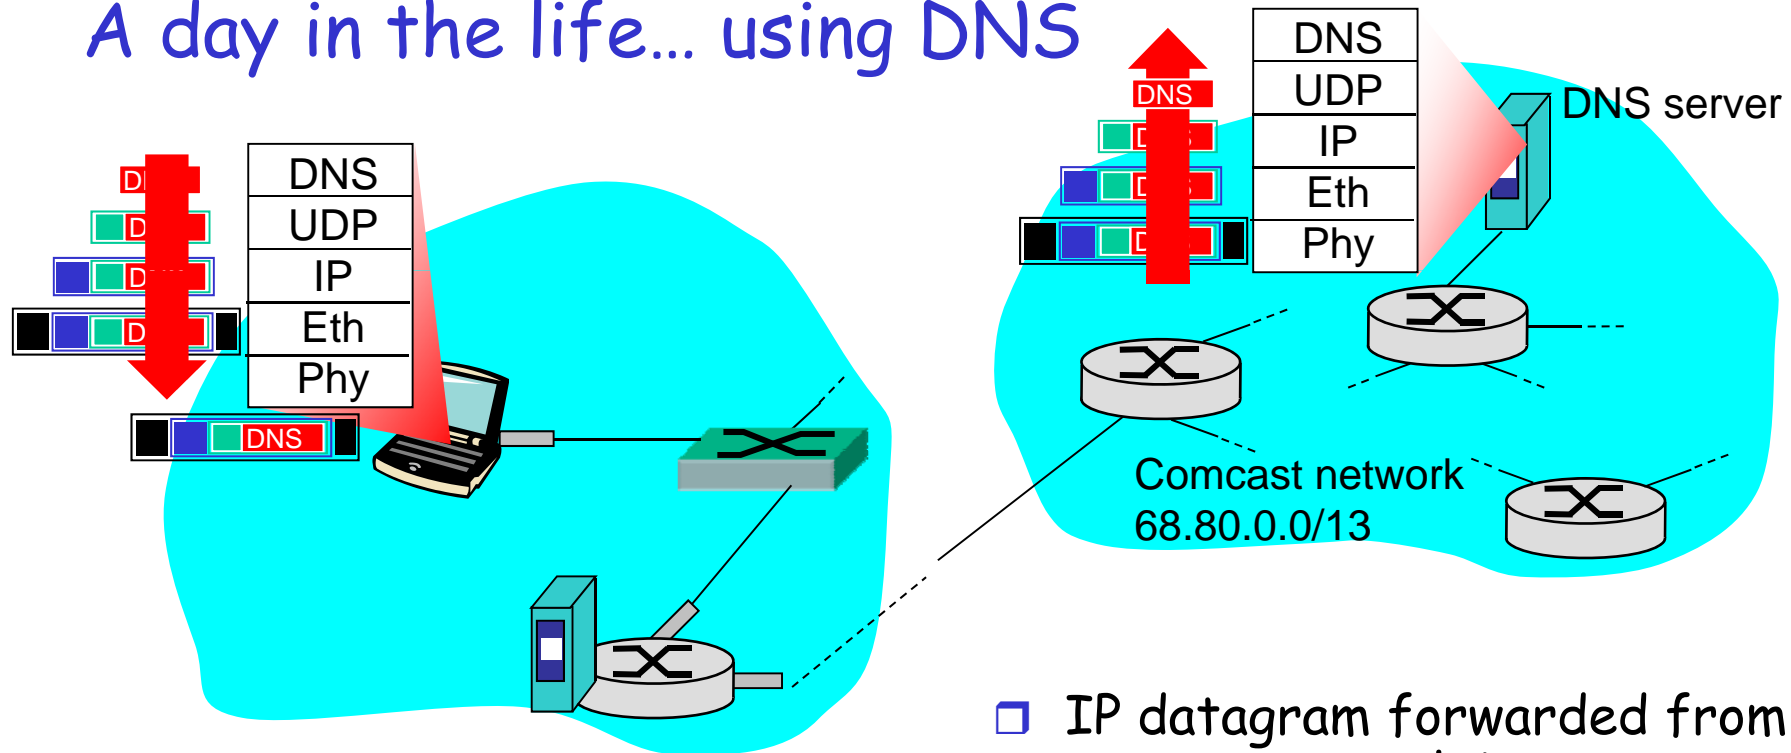 A day in the life... using DNS
DNS
UDP
IP
Eth
Phy
DNS
DNS
DNS
UDP
IP
Eth
Phy
DNS server
Comcast network
68.80.0.0/13
IP datagram forwarded from